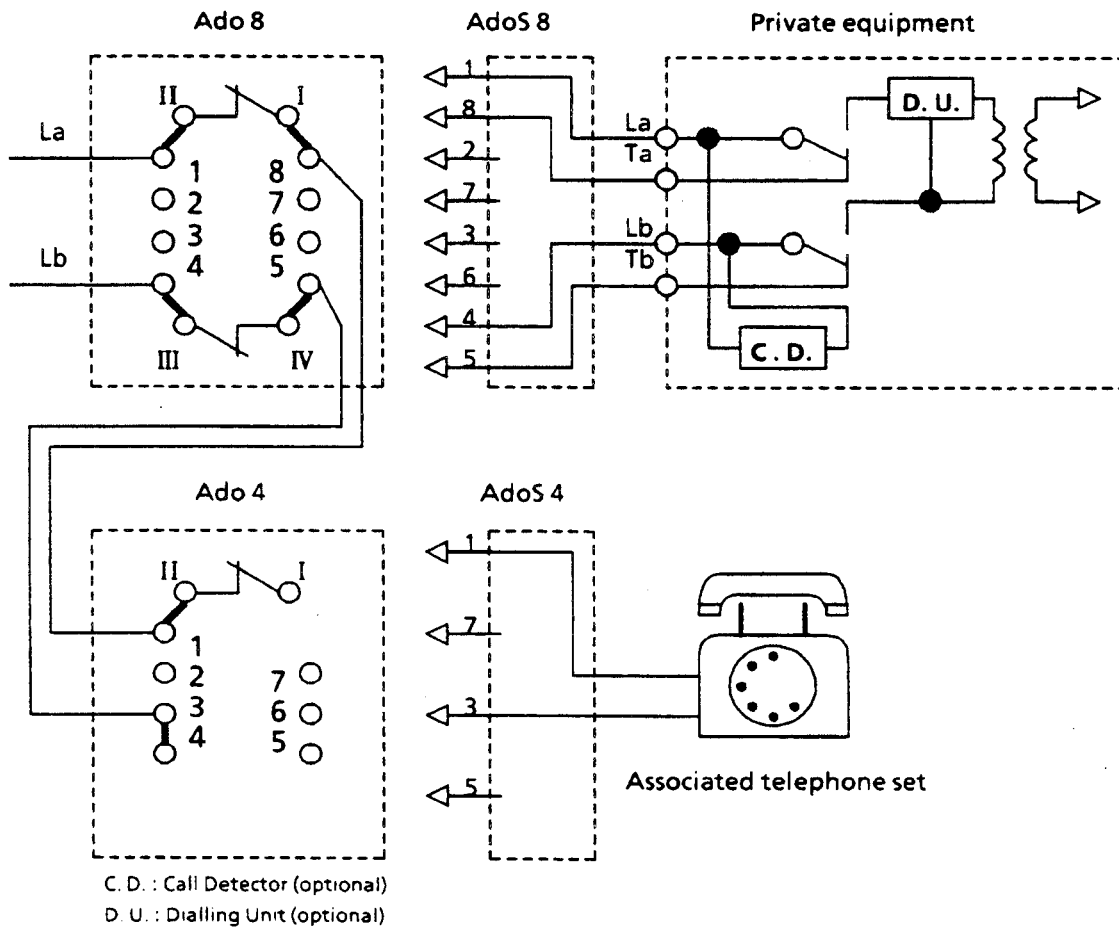 Ado 8
AdoS 8
Private equipment
II
I
La
1
8
2
7
3
6
Lb
4
5
III
IV
1
8
2
7
3
6
4
5
La
Ta
Lb
Tb
D. U.
C. D.
Ado 4
AdoS 4
II
I
1
2
7
3
6
4
5
1
7
3
5
Associated telephone set
C. D. : Call Detector (optional)
D. U. : Dialling Unit (optional)